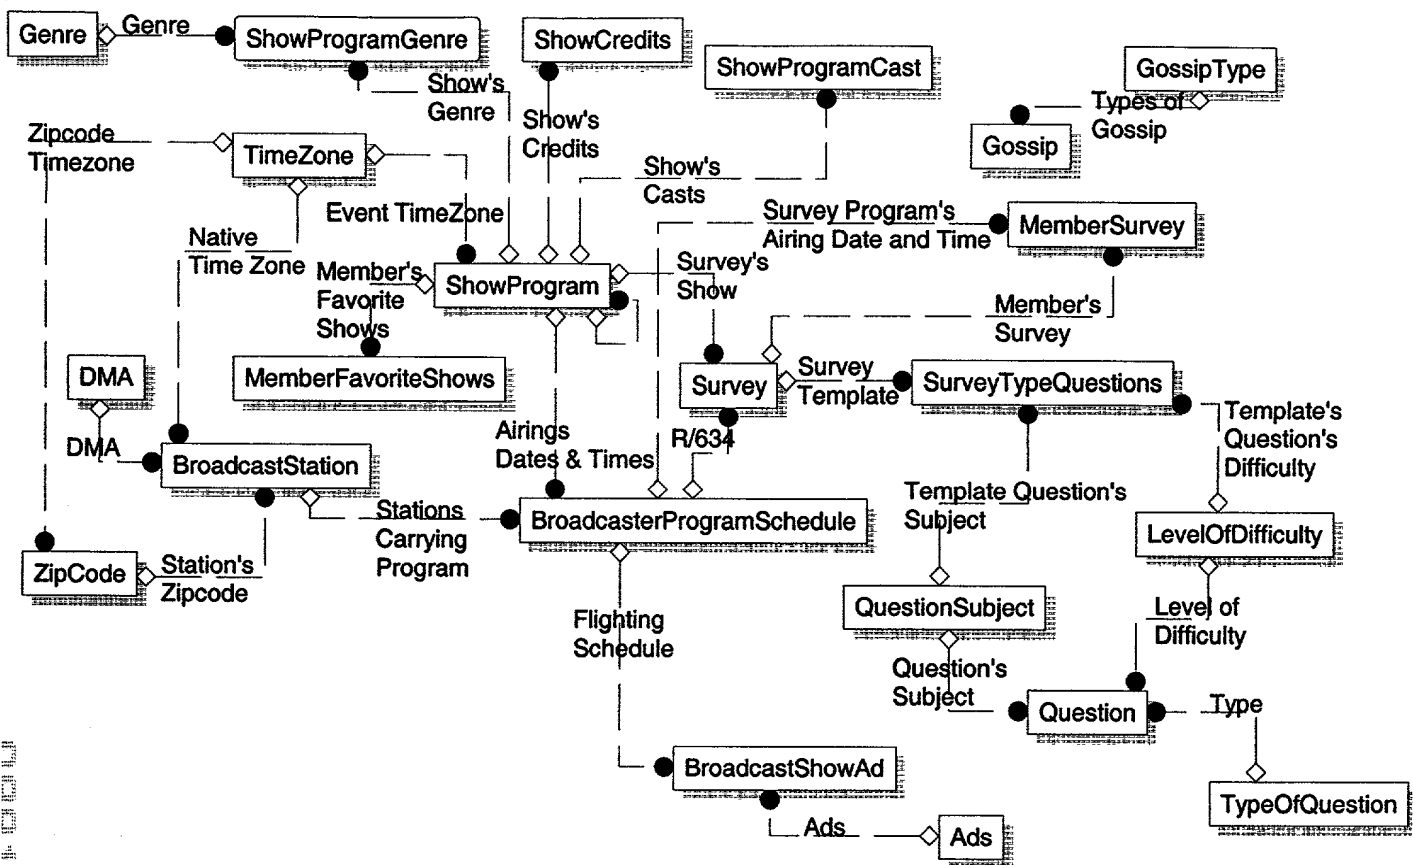 Genre
Genre
ShowProgramGenre
ShowCredits
ShowProgramCast
GossipType
Show's
Genre
Types of
Gossip
Zipcode
Timezone
TimeZone
Show's
Credits
Gossip
Show's
Casts
Event TimeZone
Survey Program's
Airing Date and Time
MemberSurvey
Native
Time Zone
Member's
Favorite
Shows
ShowProgram
Survey's
Show
Member's
Survey
DMA
MemberFavoriteShows
Survey
Survey
Template
SurveyTypeQuestions
DMA
BroadcastStation
Airings
Dates & Times
R/634
Template's
Question's
Difficulty
Stations
Carrying
Program
BroadcasterProgramSchedule
Template Question's
Subject
LevelOfDifficulty
ZipCode
Station's
Zipcode
Flighting
Schedule
QuestionSubject
Level of
Difficulty
Question's
Subject
Question
Type
BroadcastShowAd
TypeOfQuestion
Ads
Ads